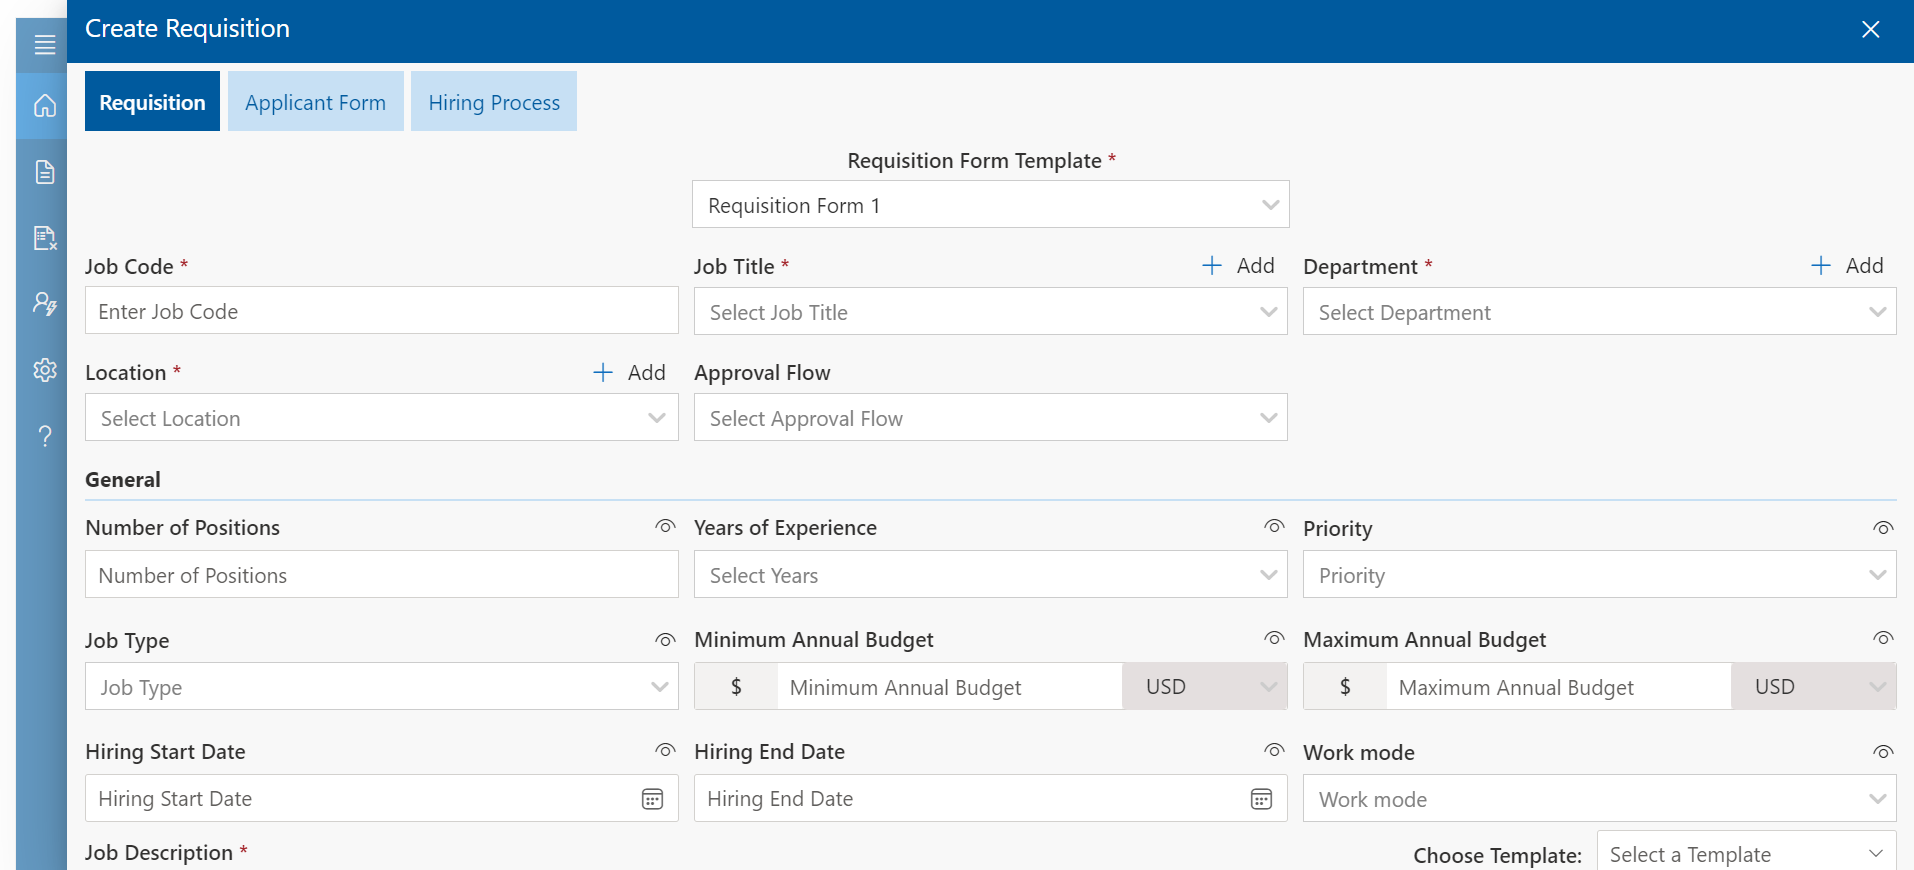 Create Requisition
Requisition Applicant Form Hiring Process
Requisition Form Template *
Requisition Form 1
Job Code * Job Title * Add Department * Add
Enter Job Code Select Job Title Select Department
Location * Add Approval Flow
Select Location Select Approval Flow
General
Number of Positions Years of Experience Priority
Number of Positions Select Years Priority
Job Type Minimum Annual Budget Maximum Annual Budget
Job Type $ Minimum Annual Budget USD $ Maximum Annual Budget USD
Hiring Start Date Hiring End Date Work mode
Hiring Start Date Hiring End Date Work mode
Job Description * Choose Template: Select a Template